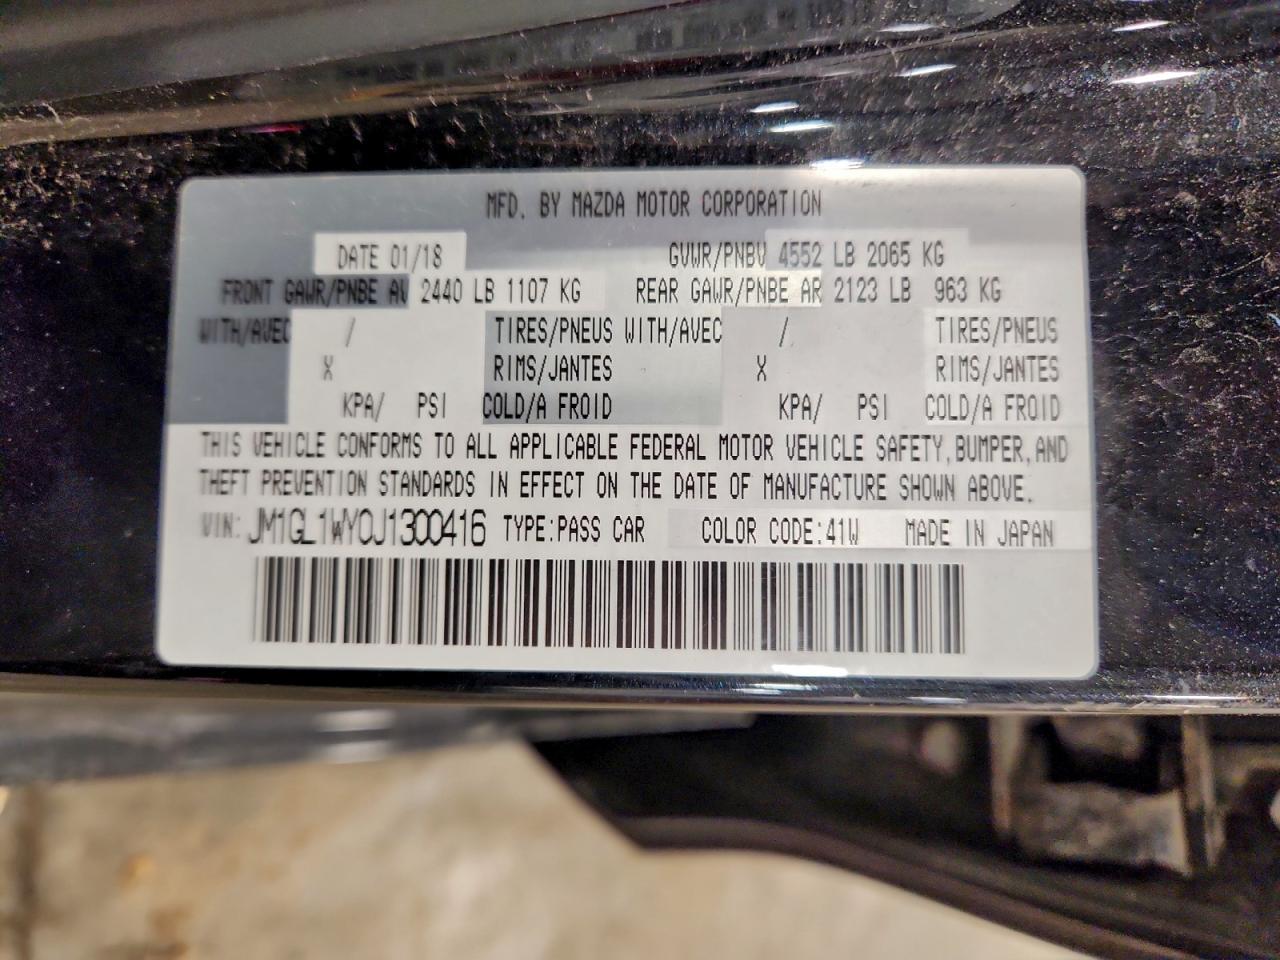 MFD. BY MAZDA MOTOR CORPORATION
DATE 01/18 GVWR/PNBV 4552 LB 2065 KG
FRONT GAWR/PNBE AV 2440 LB 1107 KG REAR GAWR/PNBE AR 2123 LB 963 KG
WITH/AVEC / TIRES/PNEUS WITH/AVEC / TIRES/PNEUS
X RIMS/JANTES X RIMS/JANTES
KPA/ PSI COLD/A FROID KPA/ PSI COLD/A FROID
THIS VEHICLE CONFORMS TO ALL APPLICABLE FEDERAL MOTOR VEHICLE SAFETY, BUMPER, AND
THEFT PREVENTION STANDARDS IN EFFECT ON THE DATE OF MANUFACTURE SHOWN ABOVE.
VIN: JM1GL1WY0J1300416 TYPE:PASS CAR COLOR CODE:41W MADE IN JAPAN